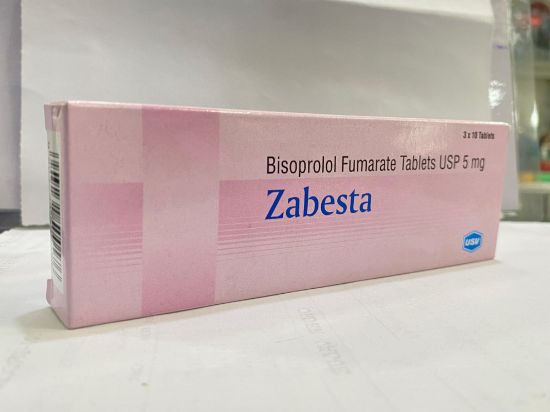 3 x 10 Tablets
Bisoprolol Fumarate Tablets USP 5 mg
Zabesta
USV